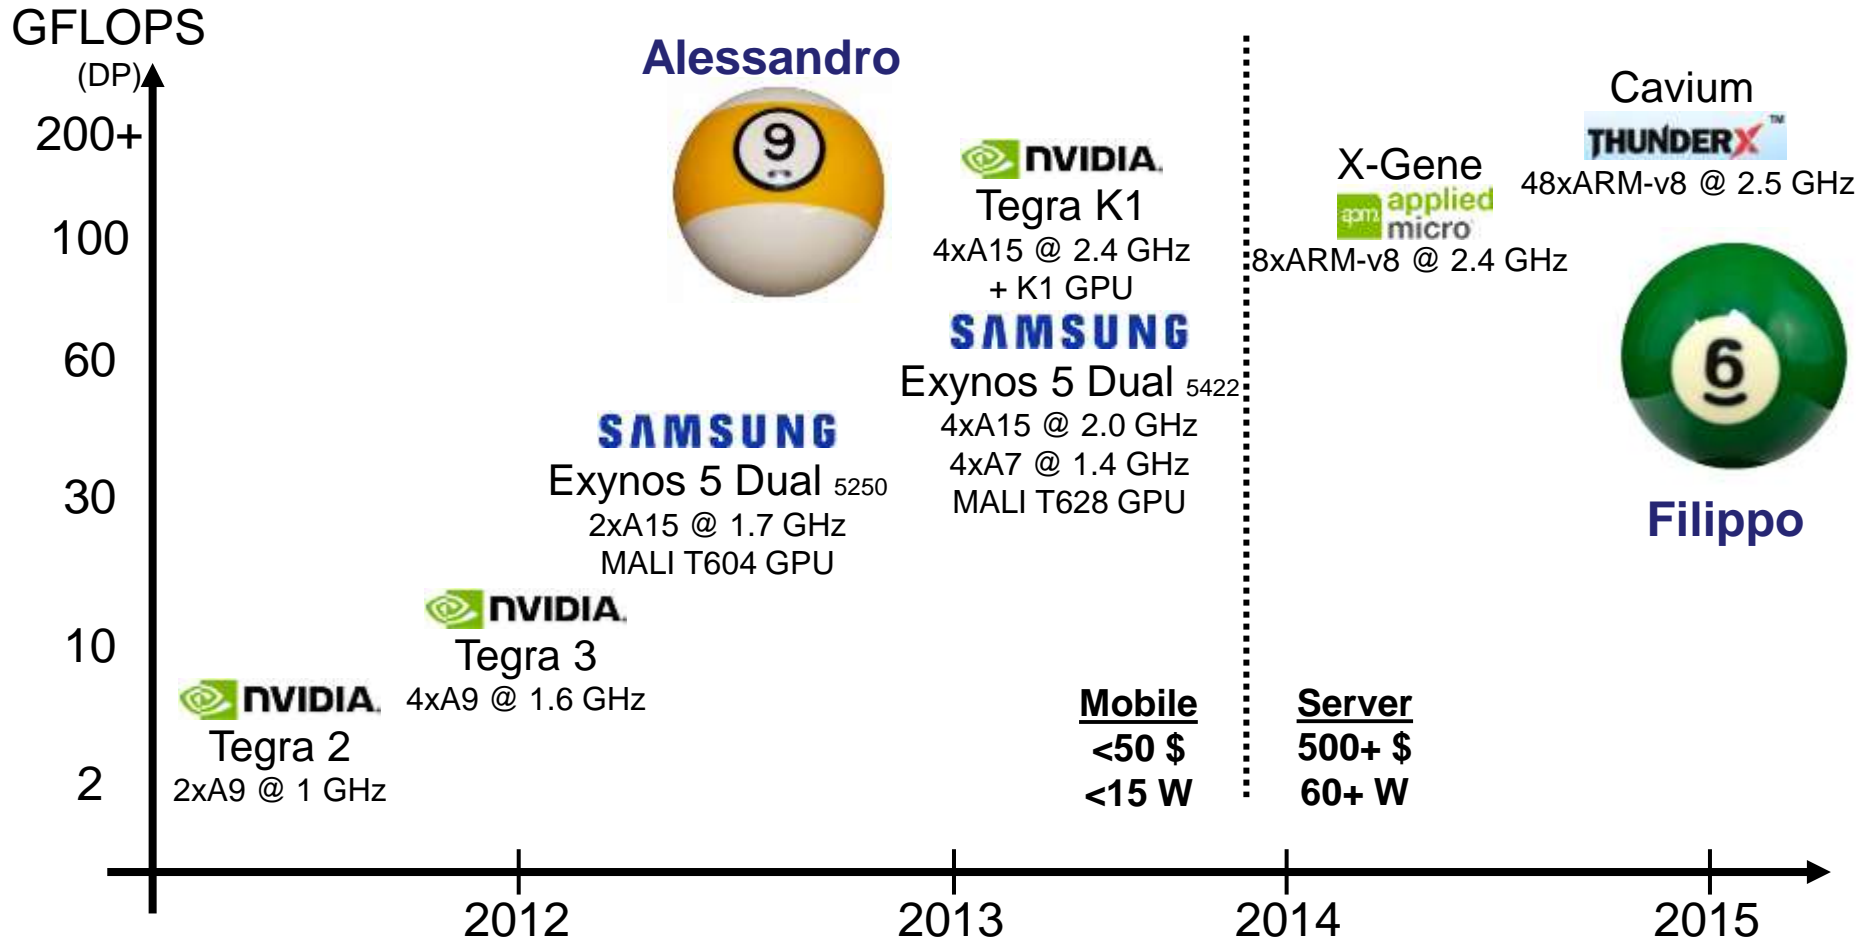 GFLOPS
(DP)
200+
100
60
30
10
2
Alessandro
9
NVIDIA.
Tegra 2
2xA9 @ 1 GHz
NVIDIA.
Tegra 3
4xA9 @ 1.6 GHz
SAMSUNG
Exynos 5 Dual 5250
2xA15 @ 1.7 GHz
MALI T604 GPU
NVIDIA.
Tegra K1
4xA15 @ 2.4 GHz
+ K1 GPU
SAMSUNG
Exynos 5 Dual 5422
4xA15 @ 2.0 GHz
4xA7 @ 1.4 GHz
MALI T628 GPU
Mobile
<50 $
<15 W
Server
500+ $
60+ W
X-Gene
apm applied
micro
8xARM-v8 @ 2.4 GHz
Cavium
THUNDERX™
48xARM-v8 @ 2.5 GHz
6
Filippo
2012
2013
2014
2015